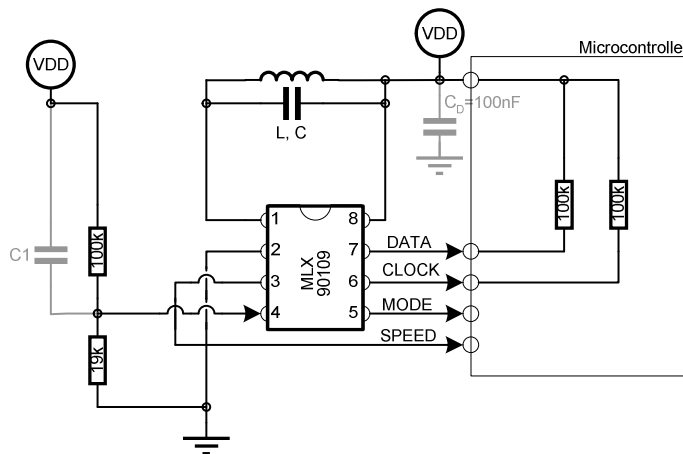 VDD
VDD
Microcontrolle
C_D=100nF
L, C
C1
100k
19k
100k
100k
1
2
3
4
MLX
90109
8
7
6
5
DATA
CLOCK
MODE
SPEED